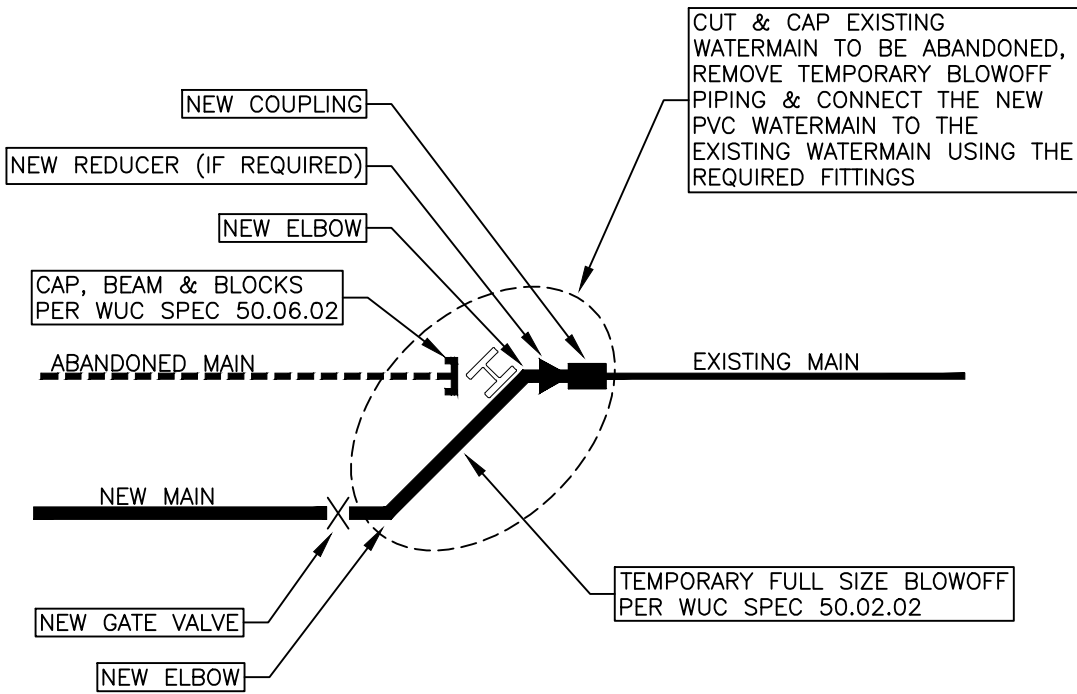 CUT & CAP EXISTING
WATERMAIN TO BE ABANDONED,
REMOVE TEMPORARY BLOWOFF
PIPING & CONNECT THE NEW
PVC WATERMAIN TO THE
EXISTING WATERMAIN USING THE
REQUIRED FITTINGS
NEW COUPLING
NEW REDUCER (IF REQUIRED)
NEW ELBOW
CAP, BEAM & BLOCKS
PER WUC SPEC 50.06.02
ABANDONED MAIN
EXISTING MAIN
NEW MAIN
TEMPORARY FULL SIZE BLOWOFF
PER WUC SPEC 50.02.02
NEW GATE VALVE
NEW ELBOW